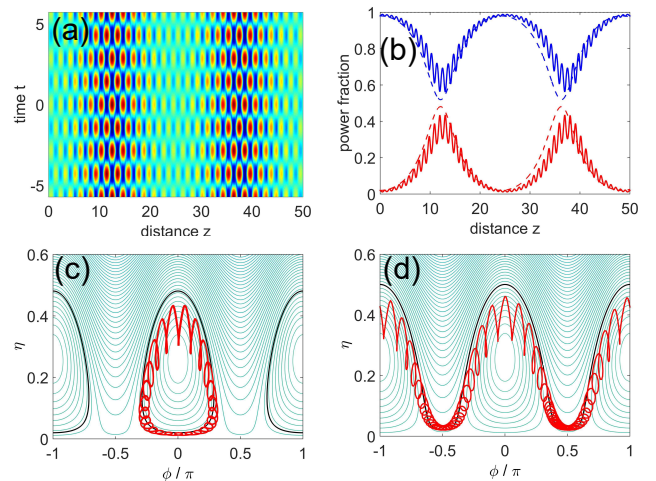 (a)
5
0
-5
time t
0 10 20 30 40 50
distance z
(b)
1
0.8
0.6
0.4
0.2
0
power fraction
0 10 20 30 40 50
distance z
(c)
0.6
0.4
0.2
0
η
-1 -0.5 0 0.5 1
ϕ / π
(d)
0.6
0.4
0.2
0
η
-1 -0.5 0 0.5 1
ϕ / π